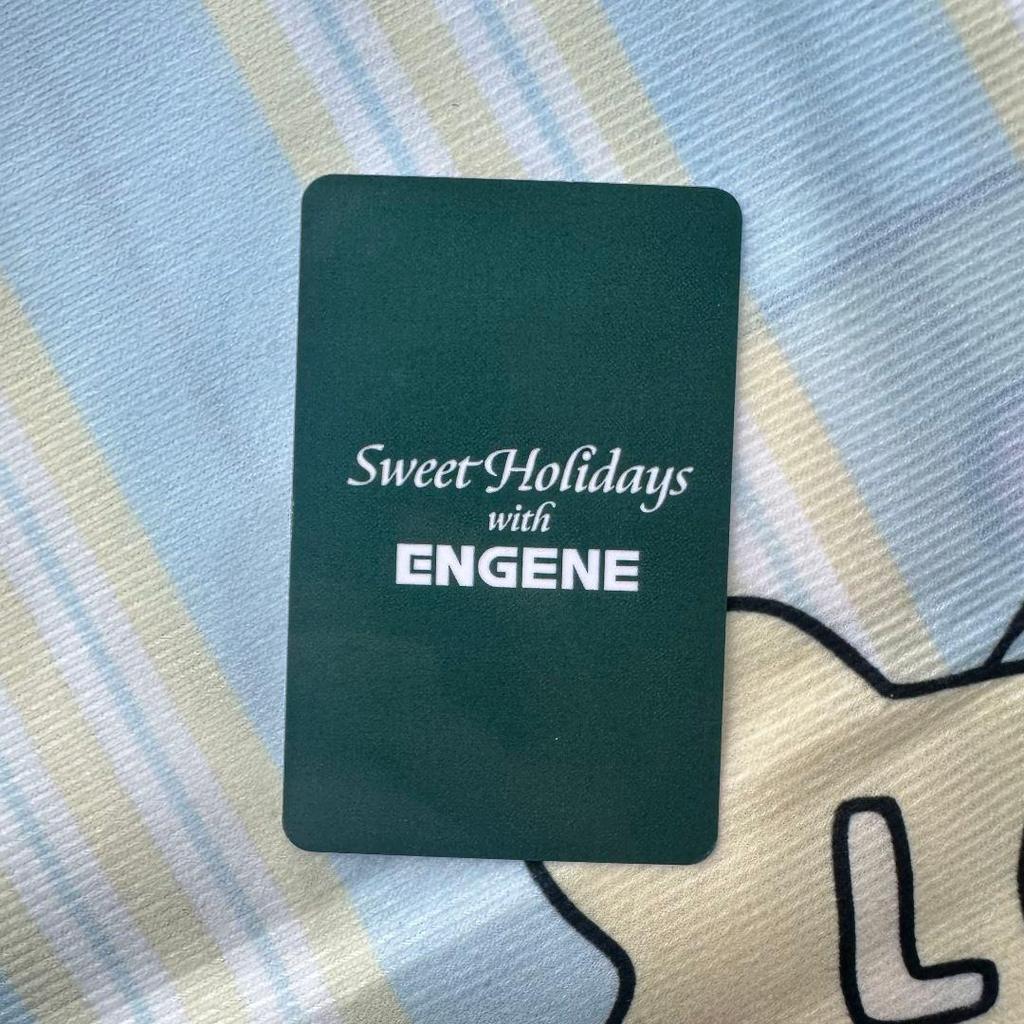 Sweet Holidays
with
ENGENE
L